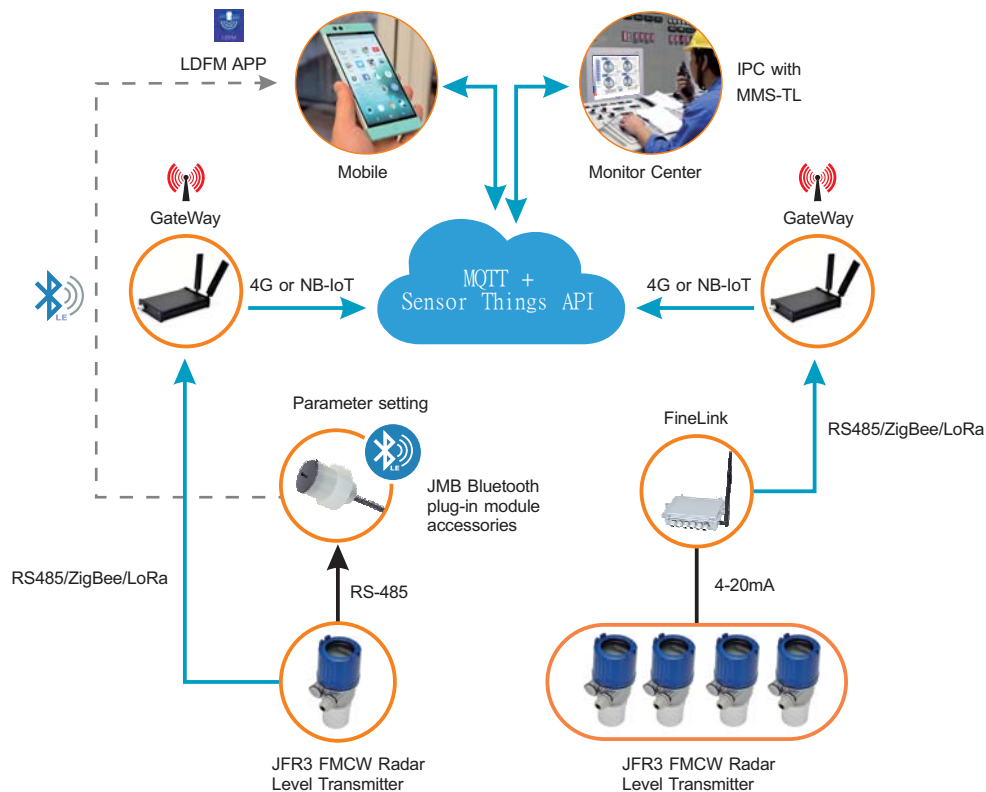 LDFM APP
Mobile
Monitor Center
IPC with
MMS-TL
GateWay
GateWay
4G or NB-IoT
MQTT +
Sensor Things API
4G or NB-IoT
LE
Parameter setting
LE
JMB Bluetooth
plug-in module
accessories
FineLink
RS485/ZigBee/LoRa
RS485/ZigBee/LoRa
RS-485
4-20mA
JFR3 FMCW Radar
Level Transmitter
JFR3 FMCW Radar
Level Transmitter